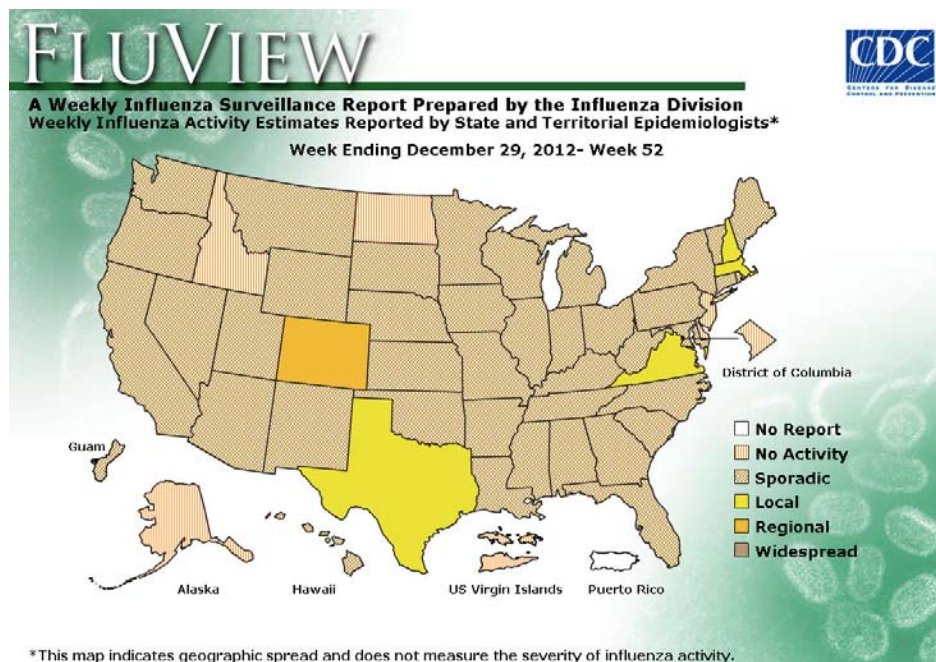 FLUVIEW
CDC
CENTERS FOR DISEASE
CONTROL AND PREVENTION
A Weekly Influenza Surveillance Report Prepared by the Influenza Division
Weekly Influenza Activity Estimates Reported by State and Territorial Epidemiologists*
Week Ending December 29, 2012- Week 52
District of Columbia
No Report
No Activity
Sporadic
Local
Regional
Widespread
Guam
Alaska
Hawaii
US Virgin Islands
Puerto Rico
*This map indicates geographic spread and does not measure the severity of influenza activity.